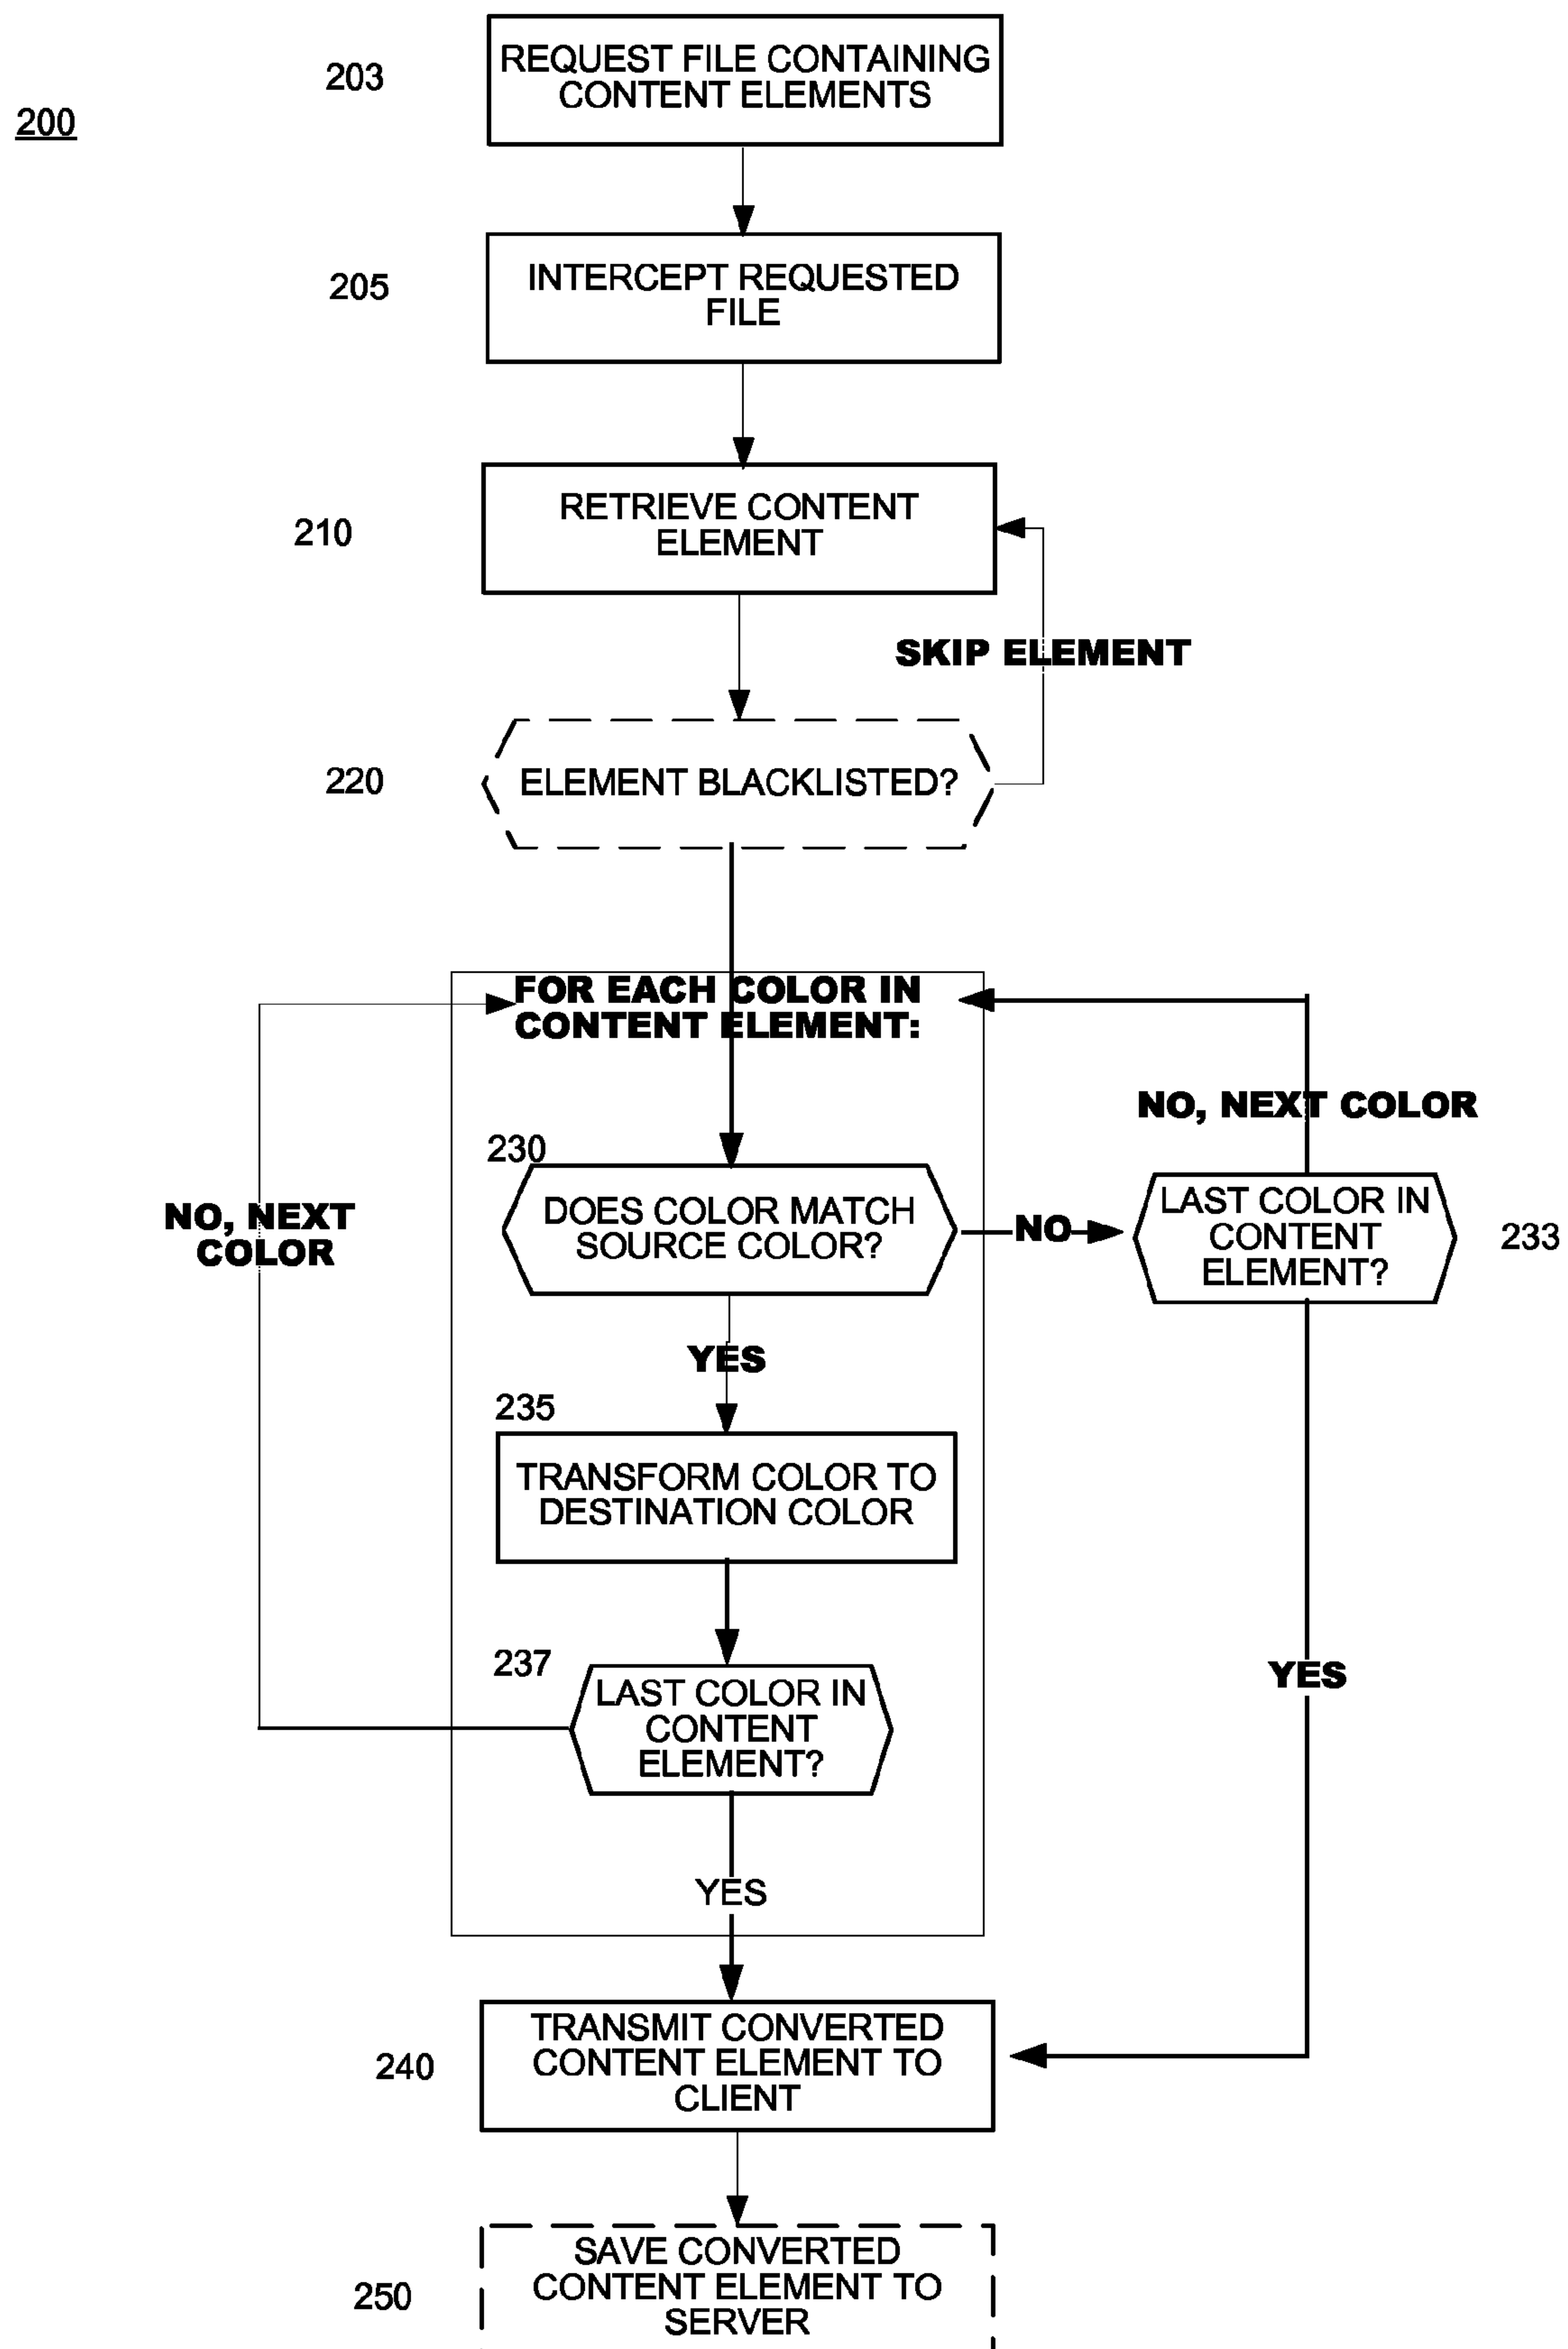 203
REQUEST FILE CONTAINING
CONTENT ELEMENTS
200
205
INTERCEPT REQUESTED
FILE
210
RETRIEVE CONTENT
ELEMENT
SKIP ELEMENT
220
ELEMENT BLACKLISTED?
FOR EACH COLOR IN
CONTENT ELEMENT:
NO, NEXT COLOR
230
NO, NEXT
COLOR
DOES COLOR MATCH
SOURCE COLOR?
NO
LAST COLOR IN
CONTENT
ELEMENT?
233
YES
235
TRANSFORM COLOR TO
DESTINATION COLOR
237
LAST COLOR IN
CONTENT
ELEMENT?
YES
YES
240
TRANSMIT CONVERTED
CONTENT ELEMENT TO
CLIENT
250
SAVE CONVERTED
CONTENT ELEMENT TO
SERVER